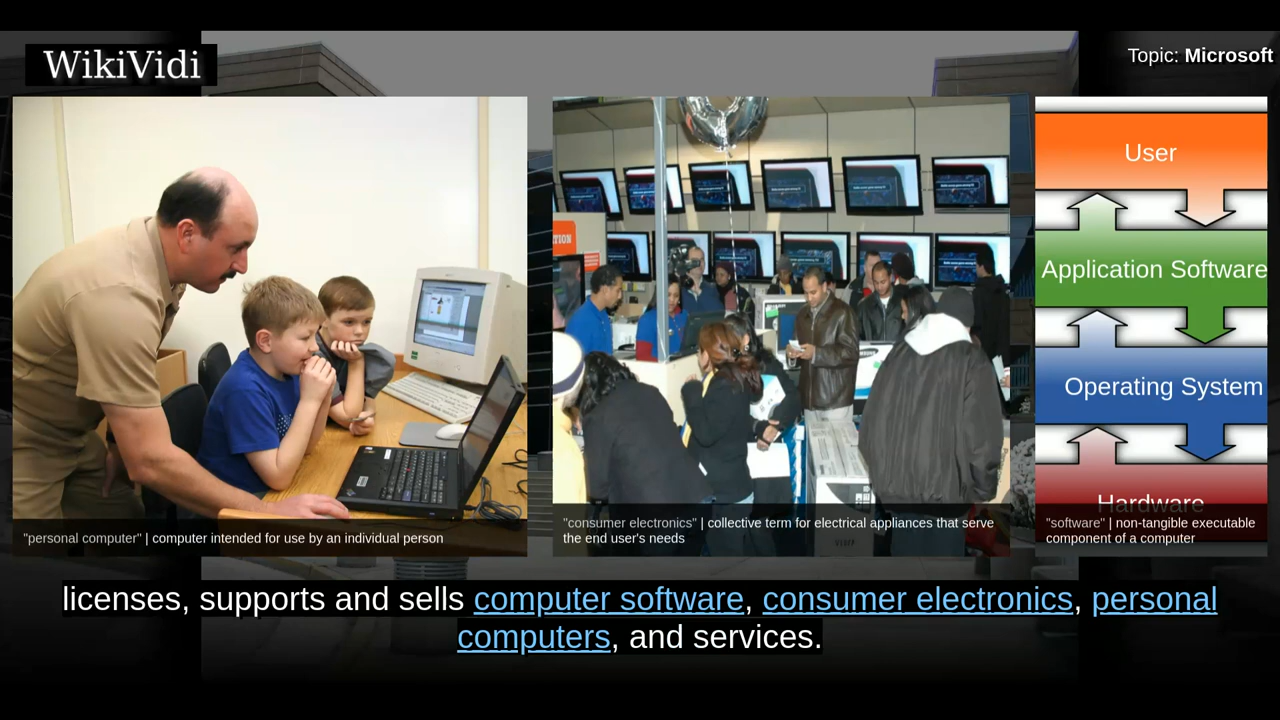 WikiVidi
Topic: Microsoft
User
Application Software
Operating System
Hardware
"personal computer" | computer intended for use by an individual person
"consumer electronics" | collective term for electrical appliances that serve
the end user's needs
"software" | non-tangible executable
component of a computer
licenses, supports and sells computer software, consumer electronics, personal
computers, and services.